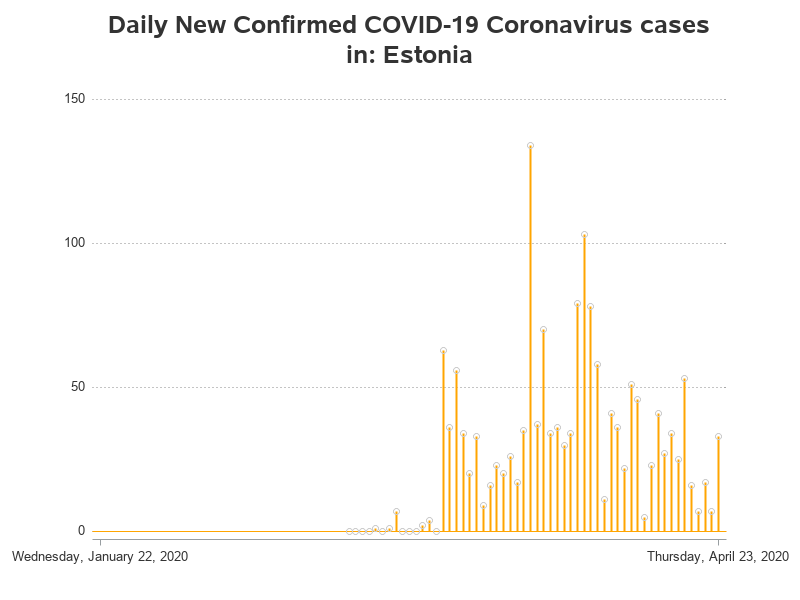 Daily New Confirmed COVID-19 Coronavirus cases
in: Estonia
150
100
50
0
Wednesday, January 22, 2020
Thursday, April 23, 2020